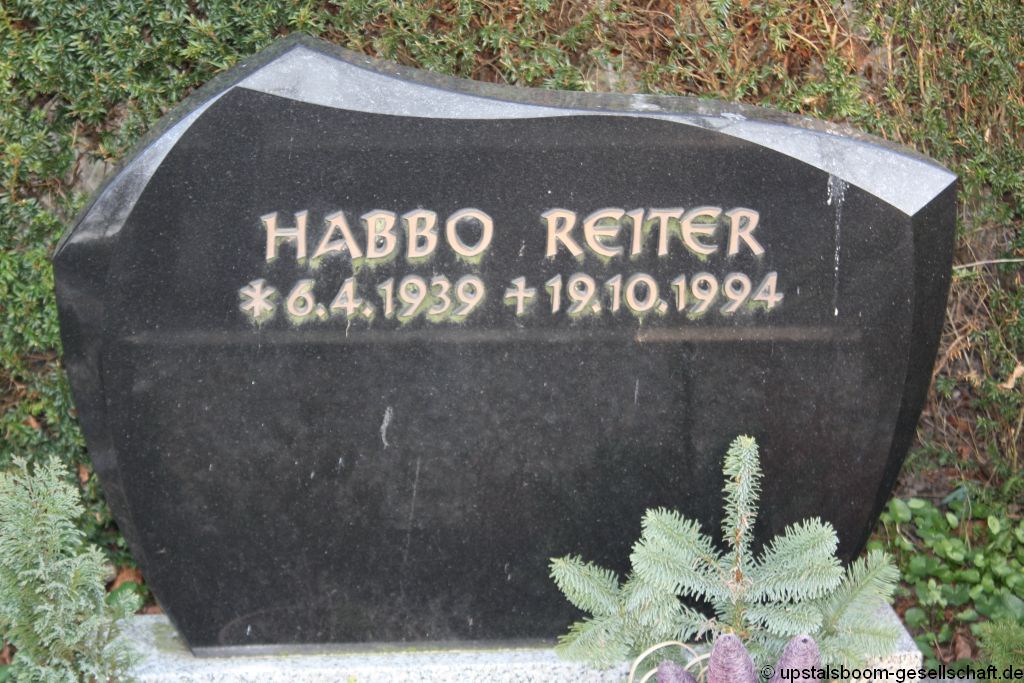 HABBO REITER
* 6.4.1939 † 19.10.1994
© upstalsboom-gesellschaft.de